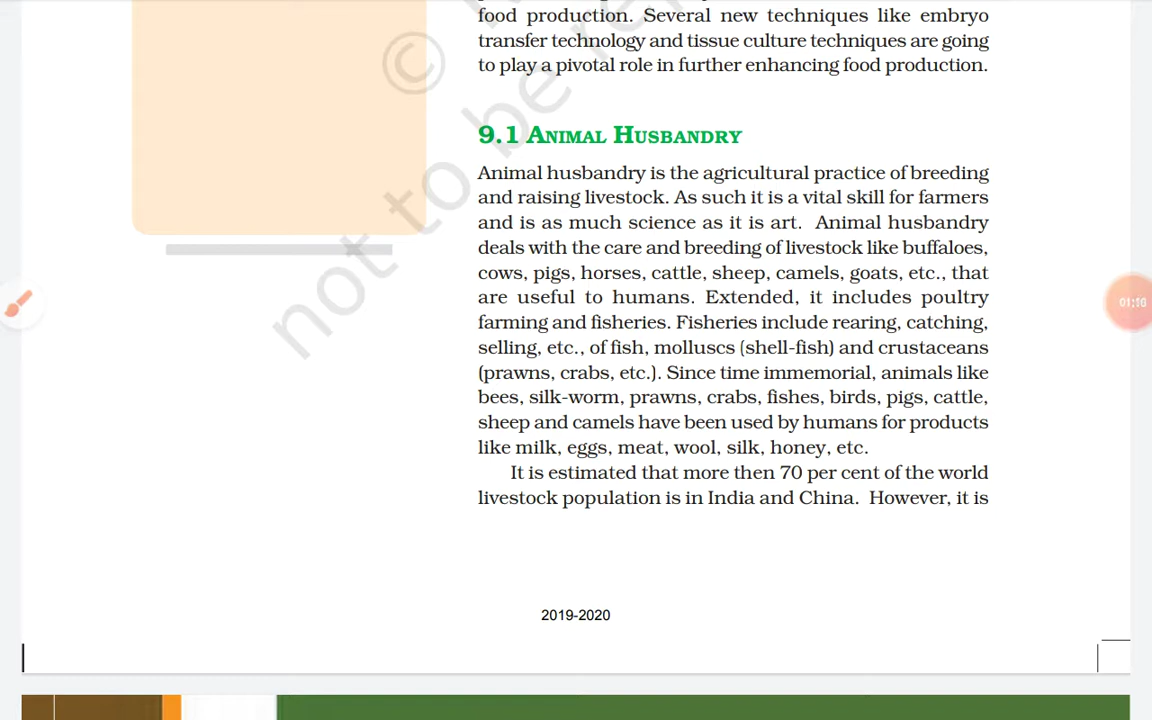 food production. Several new techniques like embryo
transfer technology and tissue culture techniques are going
to play a pivotal role in further enhancing food production.
9.1 ANIMAL HUSBANDRY
Animal husbandry is the agricultural practice of breeding
and raising livestock. As such it is a vital skill for farmers
and is as much science as it is art. Animal husbandry
deals with the care and breeding of livestock like buffaloes,
cows, pigs, horses, cattle, sheep, camels, goats, etc., that
are useful to humans. Extended, it includes poultry
farming and fisheries. Fisheries include rearing, catching,
selling, etc., of fish, molluscs (shell-fish) and crustaceans
(prawns, crabs, etc.). Since time immemorial, animals like
bees, silk-worm, prawns, crabs, fishes, birds, pigs, cattle,
sheep and camels have been used by humans for products
like milk, eggs, meat, wool, silk, honey, etc.
It is estimated that more then 70 per cent of the world
livestock population is in India and China. However, it is
2019-2020
©
not to be re
01:10